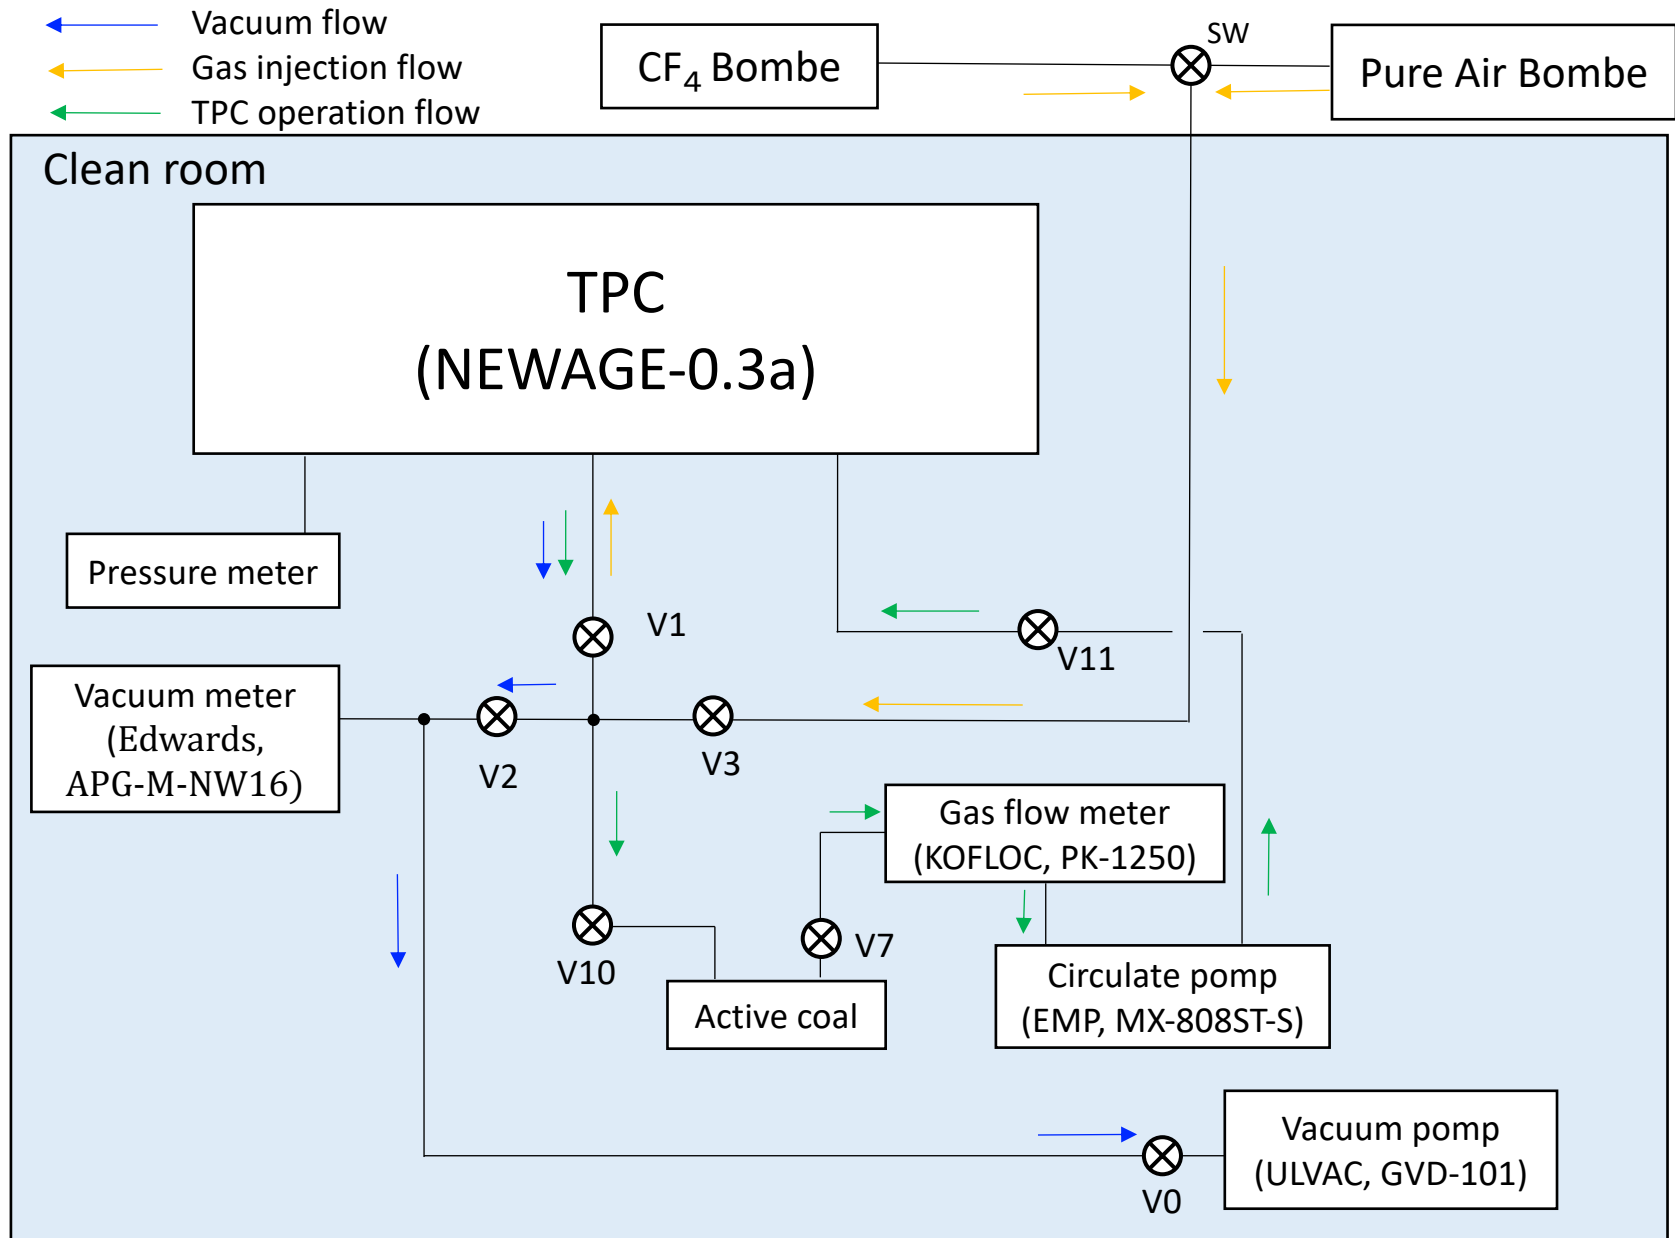 Vacuum flow
Gas injection flow
TPC operation flow
CF₄ Bombe
SW
Pure Air Bombe
Clean room
TPC
(NEWAGE-0.3a)
Pressure meter
V1
V11
Vacuum meter
(Edwards,
APG-M-NW16)
V2
V3
Gas flow meter
(KOFLOC, PK-1250)
V10
V7
Active coal
Circulate pomp
(EMP, MX-808ST-S)
Vacuum pomp
(ULVAC, GVD-101)
V0